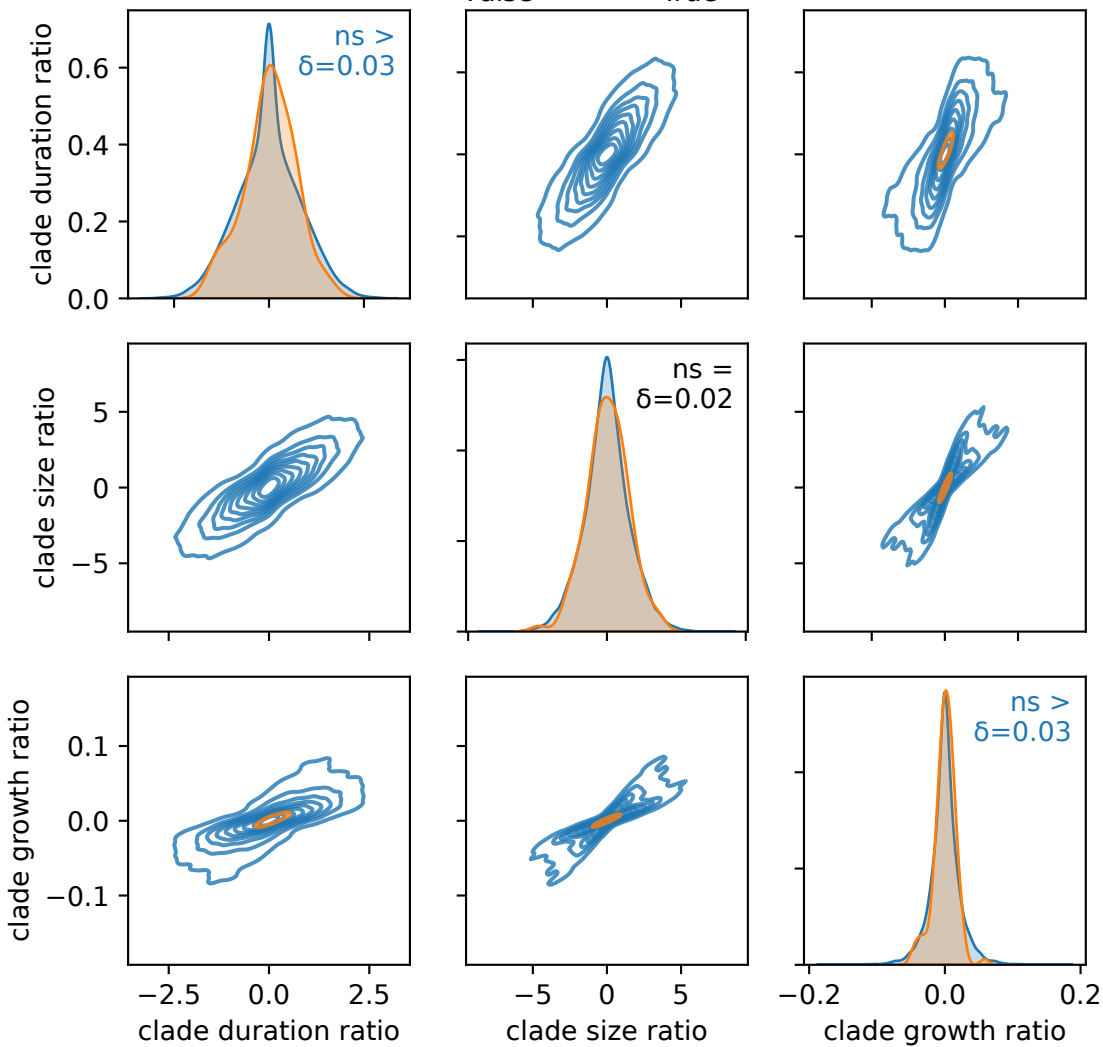 True
clade duration ratio
0.6
0.4
0.2
0.0
ns >
δ=0.03
clade size ratio
5
0
−5
ns =
δ=0.02
clade growth ratio
0.1
0.0
−0.1
ns >
δ=0.03
−2.5 0.0 2.5
−5 0 5
−0.2 0.0 0.2
clade duration ratio
clade size ratio
clade growth ratio